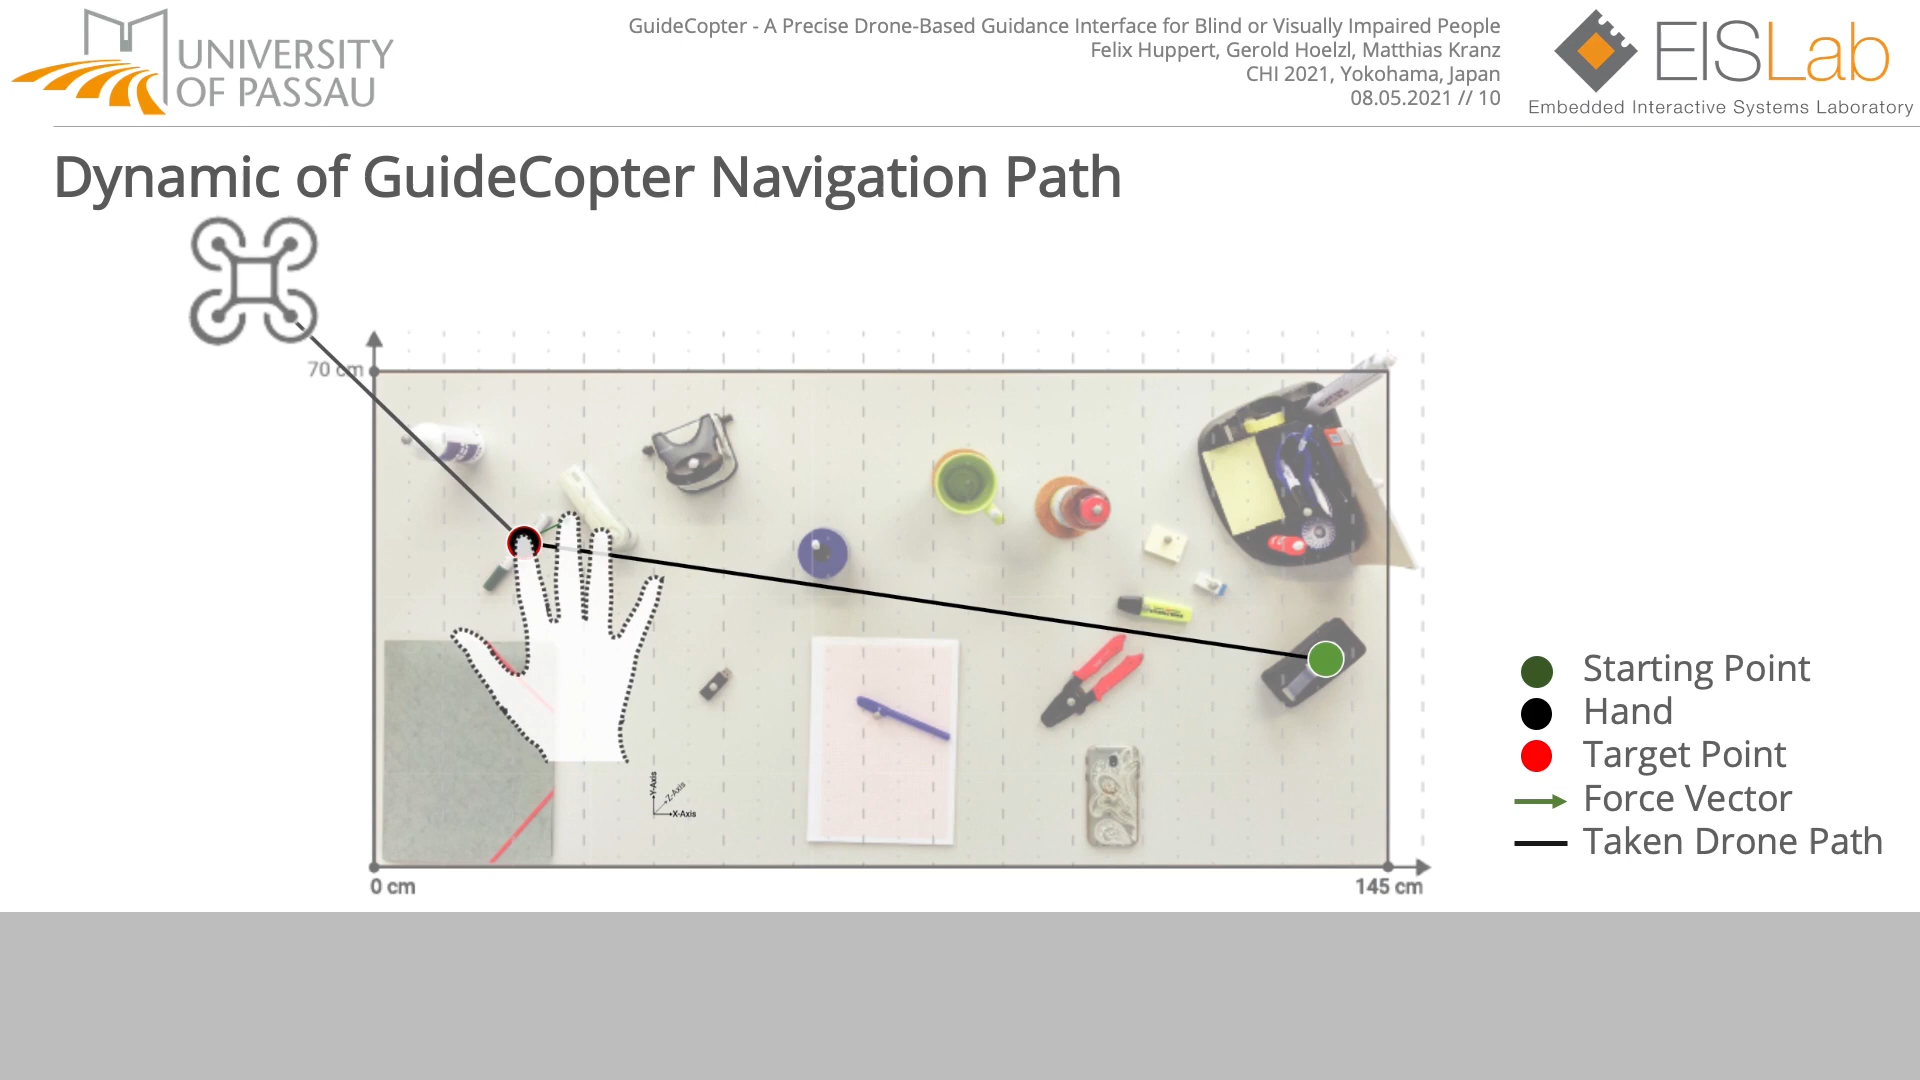 UNIVERSITY
OF PASSAU
GuideCopter - A Precise Drone-Based Guidance Interface for Blind or Visually Impaired People
Felix Huppert, Gerold Hoelzl, Matthias Kranz
CHI 2021, Yokohama, Japan
08.05.2021 // 10
EISLab
Embedded Interactive Systems Laboratory
Dynamic of GuideCopter Navigation Path
70 cm
Y-Axis
Z-Axis
X-Axis
0 cm
145 cm
Starting Point
Hand
Target Point
Force Vector
Taken Drone Path